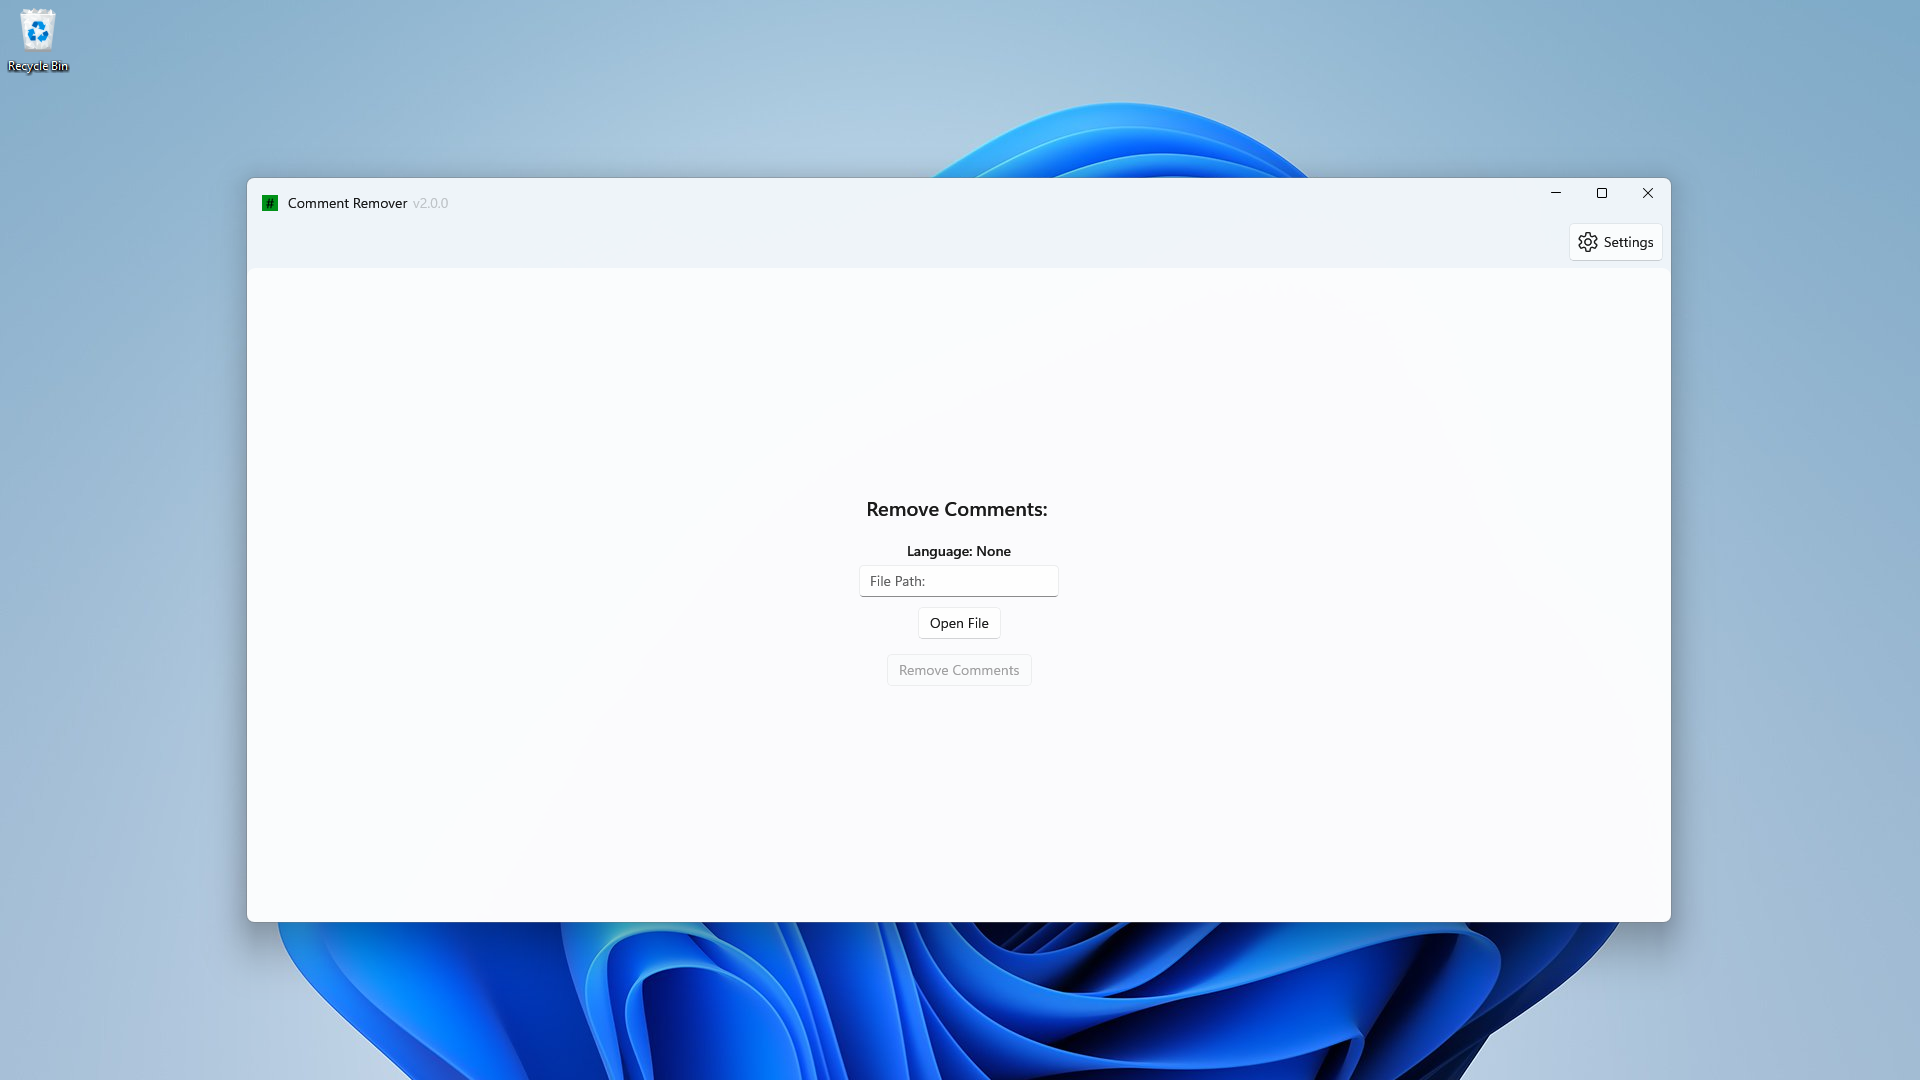 Recycle Bin
# Comment Remover v2.0.0
Settings
Remove Comments:
Language: None
File Path:
Open File
Remove Comments